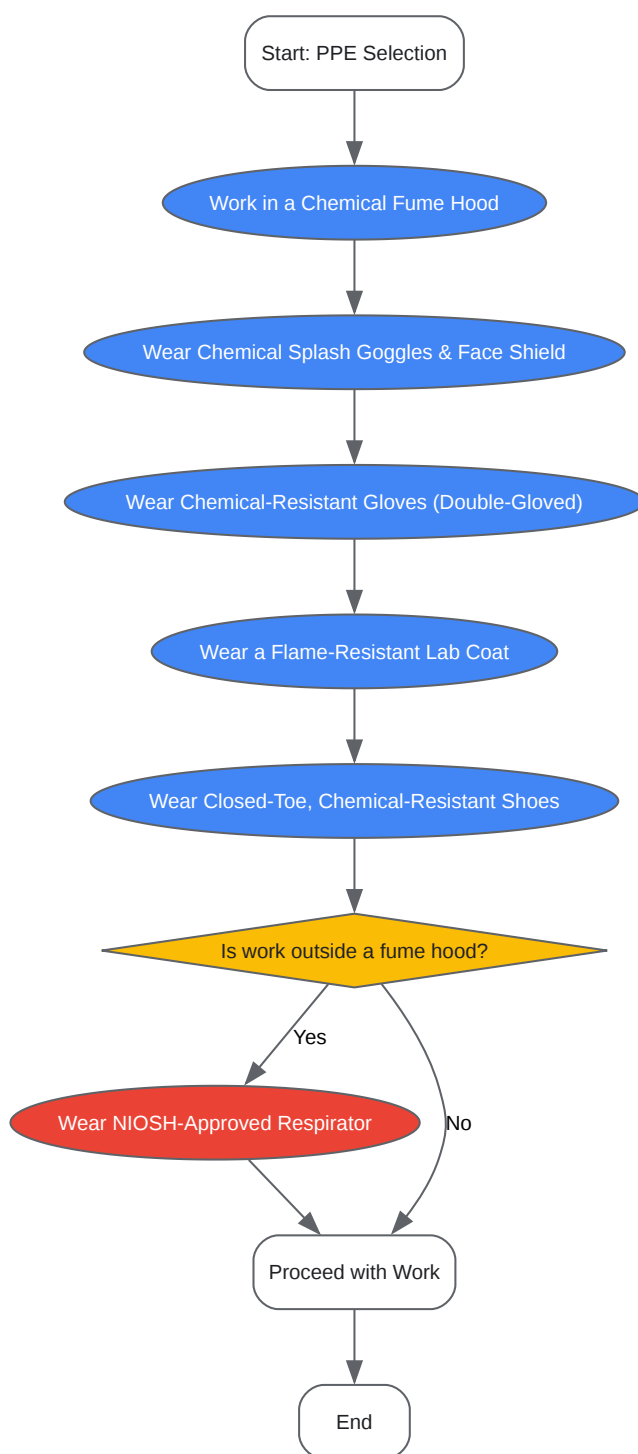 Start: PPE Selection
Work in a Chemical Fume Hood
Wear Chemical Splash Goggles & Face Shield
Wear Chemical-Resistant Gloves (Double-Gloved)
Wear a Flame-Resistant Lab Coat
Wear Closed-Toe, Chemical-Resistant Shoes
Is work outside a fume hood?
Yes
Wear NIOSH-Approved Respirator
No
Proceed with Work
End